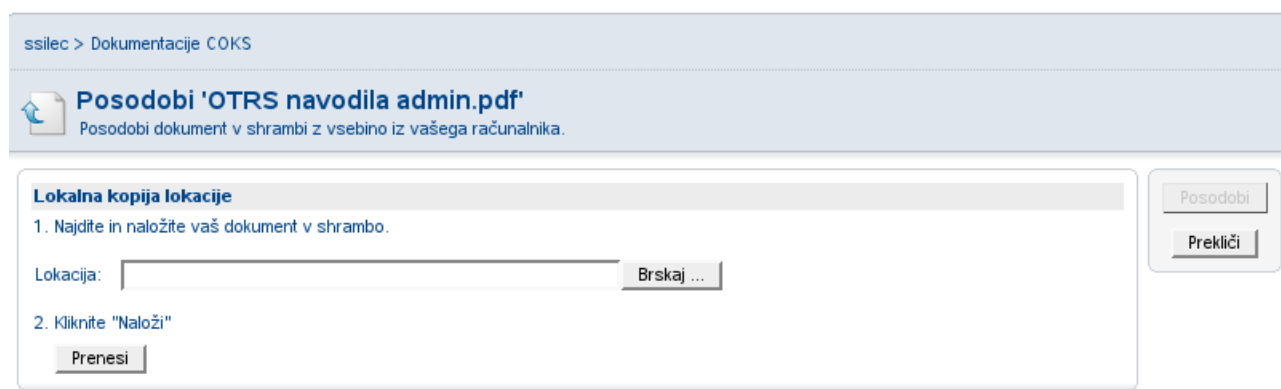 ssilec > Dokumentacije COKS
Posodobi 'OTRS navodila admin.pdf'
Posodobi dokument v shrambi z vsebino iz vašega računalnika.
Lokalna kopija lokacije
1. Najdite in naložite vaš dokument v shrambo.
Lokacija: Brskaj ...
2. Kliknite "Naloži"
Prenesi
Posodobi
Prekliči